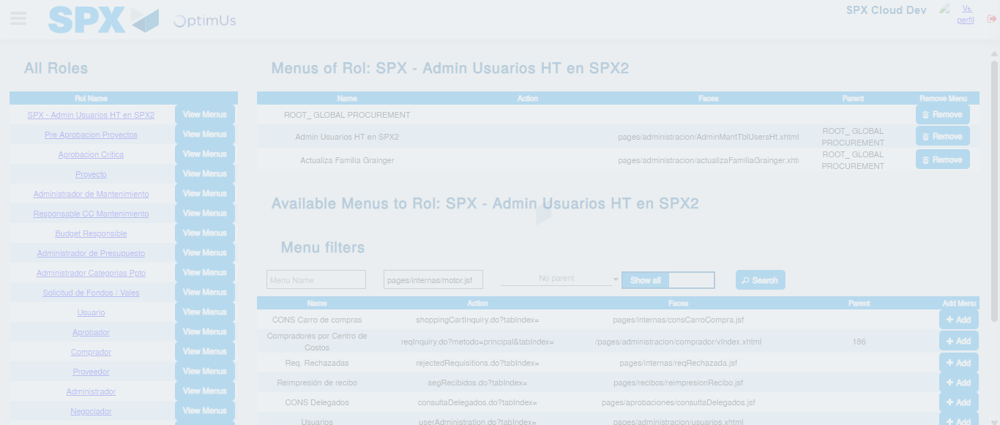 SPX OptimUs
SPX Cloud Dev
perfil
All Roles
Rol Name
SPX - Admin Usuarios HT en SPX2 View Menus
Pre Aprobacion Proyectos View Menus
Aprobacion Critica View Menus
Proyecto View Menus
Administrador de Mantenimiento View Menus
Responsable CC Mantenimiento View Menus
Budget Responsible View Menus
Administrador de Presupuesto View Menus
Administrador Categorias Ppto View Menus
Solicitud de Fondos / Vales View Menus
Usuario View Menus
Aprobador View Menus
Comprador View Menus
Proveedor View Menus
Administrador View Menus
Negociador View Menus
Menus of Rol: SPX - Admin Usuarios HT en SPX2
Name Action Faces Parent Remove Menu
ROOT_ GLOBAL PROCUREMENT Remove
Admin Usuarios HT en SPX2 pages/administracion/AdminMantTblUsersHt.xhtml ROOT_ GLOBAL PROCUREMENT Remove
Actualiza Familia Grainger pages/administracion/actualizaFamiliaGrainger.xht ROOT_ GLOBAL PROCUREMENT Remove
Available Menus to Rol: SPX - Admin Usuarios HT en SPX2
Menu filters
Menu Name pages/internas/motor.jsf No parent Show all Search
Name Action Faces Parent Add Menu
CONS Carro de compras shoppingCartInquiry.do?tabIndex= pages/internas/consCarroCompra.jsf Add
Compradores por Centro de Costos reqInquiry.do?metodo=principal&tabIndex= /pages/administracion/comprador/vIndex.xhtml 186 Add
Req. Rechazadas rejectedRequisitions.do?tabIndex= pages/internas/reqRechazada.jsf Add
Reimpresión de recibo segRecibidos.do?tabIndex= pages/recibos/reimpresionRecibo.jsf Add
CONS Delegados consultaDelegados.do?tabIndex= pages/aprobaciones/consultaDelegados.jsf Add
Usuarios userAdministration.do?tabIndex= pages/administracion/usuarios.xhtml Add